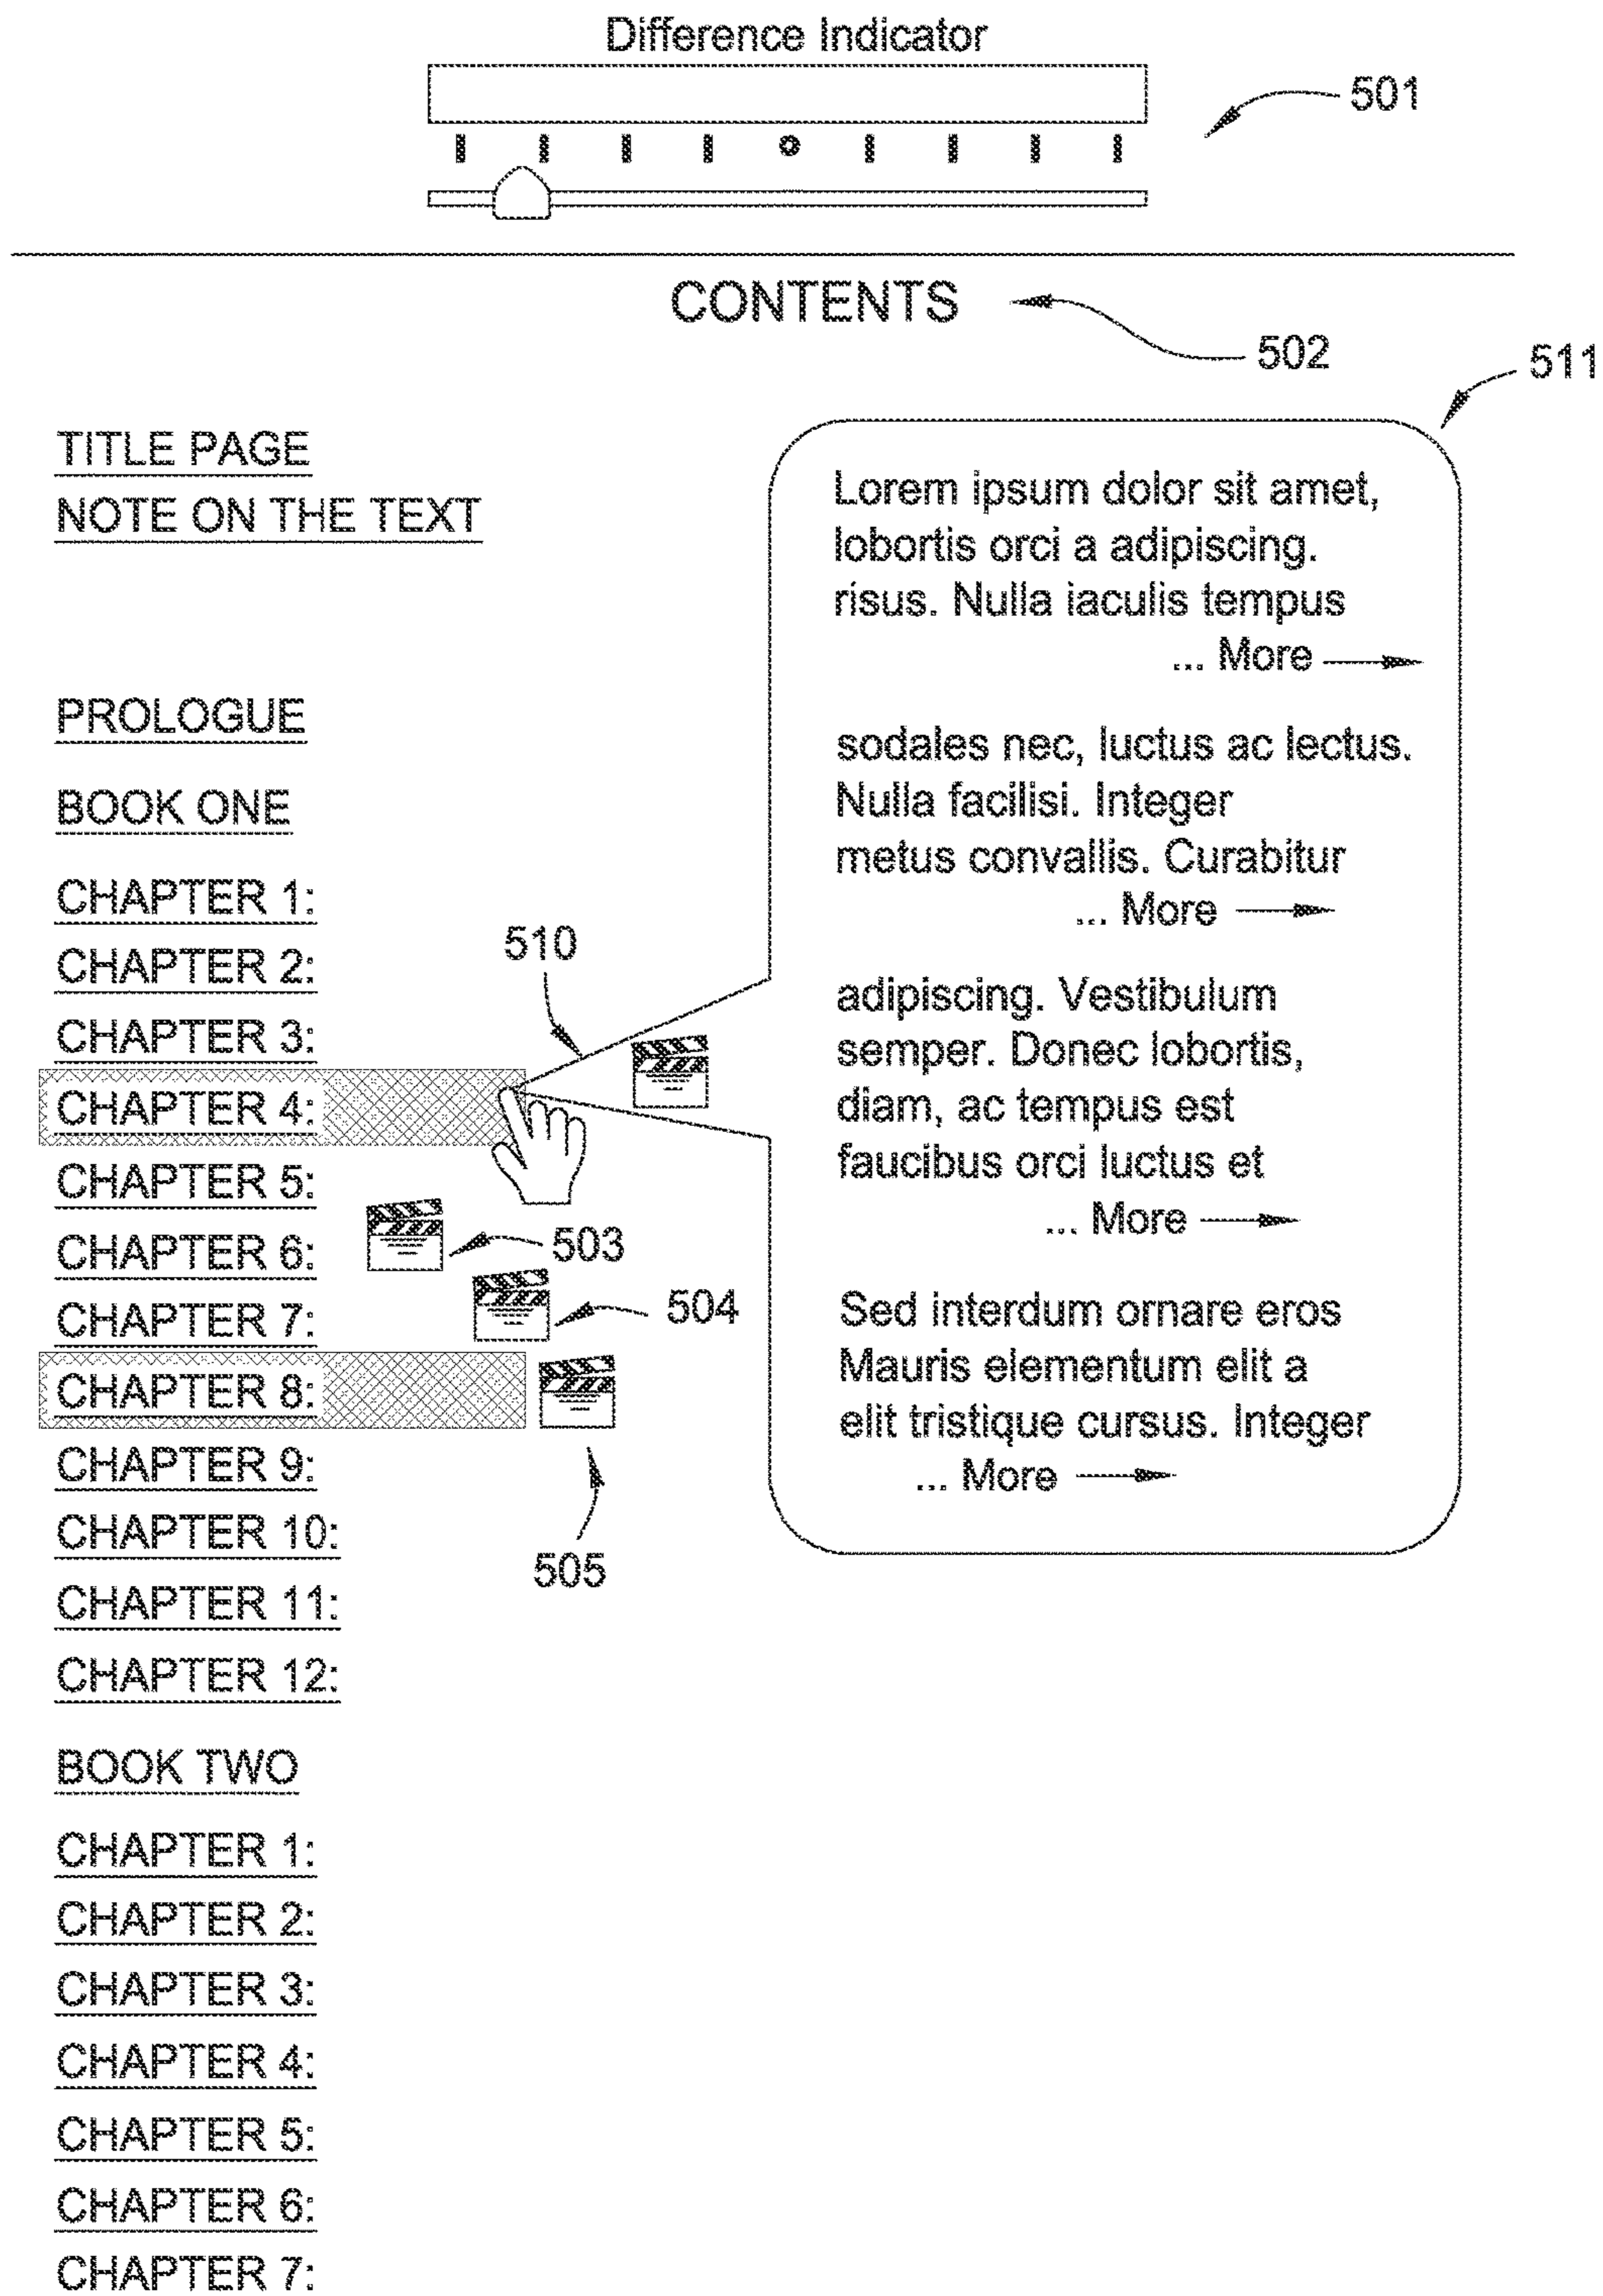 Difference Indicator
501
CONTENTS
502
511
TITLE PAGE
NOTE ON THE TEXT
PROLOGUE
BOOK ONE
CHAPTER 1:
CHAPTER 2:
CHAPTER 3:
CHAPTER 4:
CHAPTER 5:
CHAPTER 6:
CHAPTER 7:
CHAPTER 8:
CHAPTER 9:
CHAPTER 10:
CHAPTER 11:
CHAPTER 12:
BOOK TWO
CHAPTER 1:
CHAPTER 2:
CHAPTER 3:
CHAPTER 4:
CHAPTER 5:
CHAPTER 6:
CHAPTER 7:
510
503
504
505
Lorem ipsum dolor sit amet,
lobortis orci a adipiscing.
risus. Nulla iaculis tempus
... More
sodales nec, luctus ac lectus.
Nulla facilisi. Integer
metus convallis. Curabitur
... More
adipiscing. Vestibulum
semper. Donec lobortis,
diam, ac tempus est
faucibus orci luctus et
... More
Sed interdum ornare eros
Mauris elementum elit a
elit tristique cursus. Integer
... More